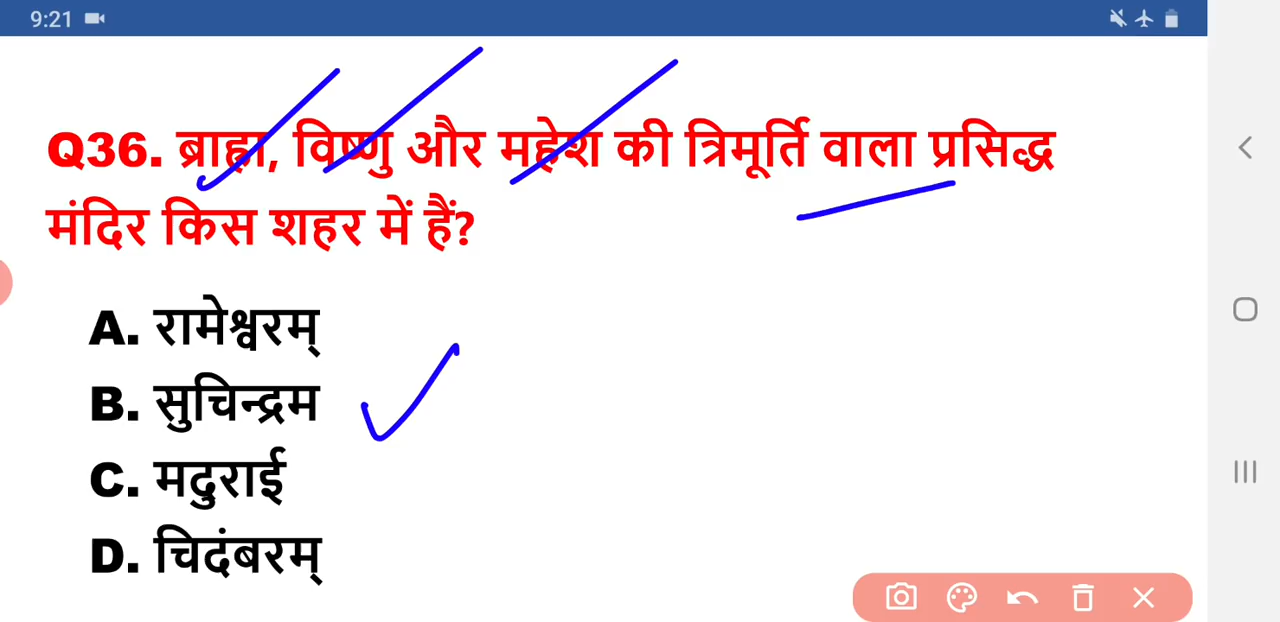 9:21
Q36. ब्राह्मा, विष्णु और महेश की त्रिमूर्ति वाला प्रसिद्ध
मंदिर किस शहर में हैं?
A. रामेश्वरम्
B. सुचिन्द्रम
C. मदुराई
D. चिदंबरम्